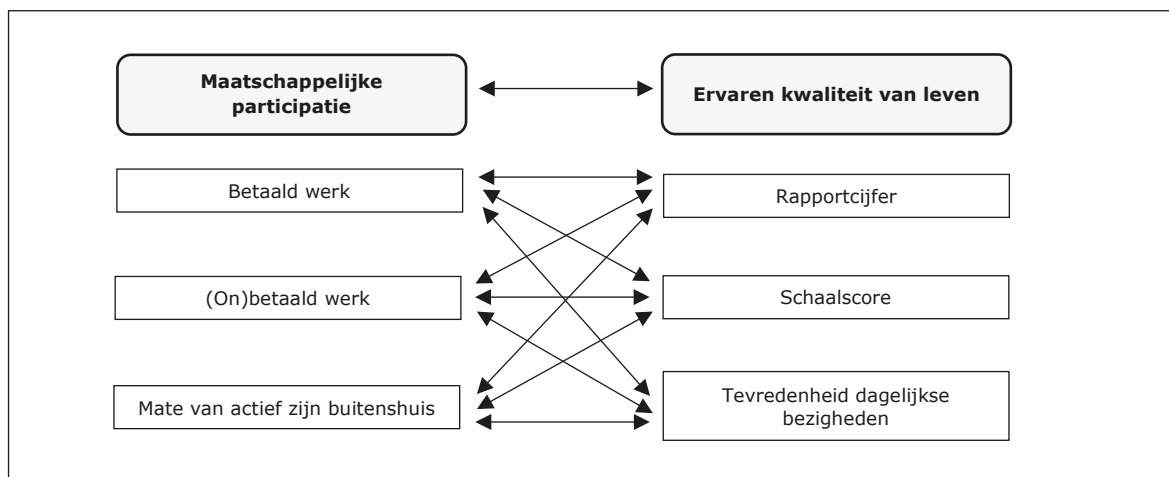 Maatschappelijke
participatie
Ervaren kwaliteit van leven
Betaald werk
Rapportcijfer
(On)betaald werk
Schaalscore
Mate van actief zijn buitenshuis
Tevredenheid dagelijkse
bezigheden